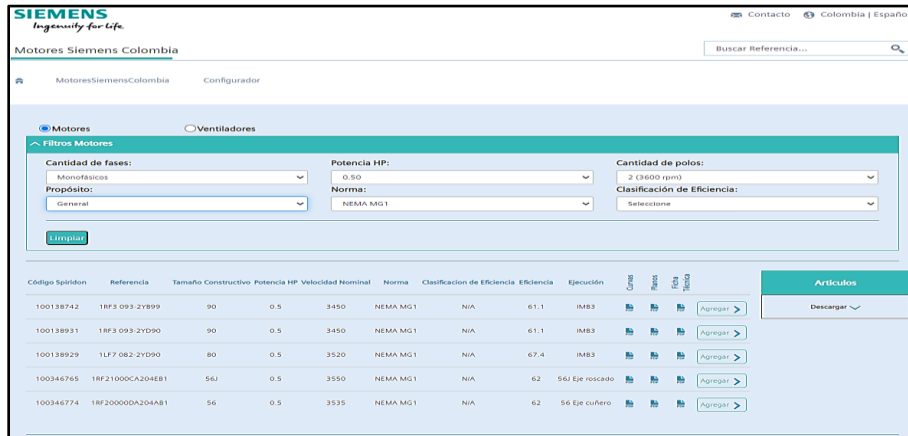 SIEMENS
Ingenuity for life
Contacto
Colombia | Españo
Motores Siemens Colombia
Buscar Referencia...
MotoresSiemensColombia
Configurador
Motores
Ventiladores
Filtros Motores
Cantidad de fases: Potencia HP: Cantidad de polos:
Monofásicos 0.50 2 (3600 rpm)
Propósito: Norma: Clasificación de Eficiencia:
General NEMA MG1 Seleccione
Limpiar
Código Spiridon Referencia Tamaño Constructivo Potencia HP Velocidad Nominal Norma Clasificacion de Eficiencia Eficiencia Ejecución Curvas Planos Ficha Técnica
Artículos
100138742 1RF3 093-2YB99 90 0.5 3450 NEMA MG1 N/A 61.1 IMB3 Agregar
Descargar
100138931 1RF3 093-2YD90 90 0.5 3450 NEMA MG1 N/A 61.1 IMB3 Agregar
100138929 1LF7 082-2YD90 80 0.5 3520 NEMA MG1 N/A 67.4 IMB3 Agregar
100346765 1RF21000CA204EB1 56J 0.5 3550 NEMA MG1 N/A 62 56J Eje roscado Agregar
100346774 1RF20000DA204AB1 56 0.5 3535 NEMA MG1 N/A 62 56 Eje cuñero Agregar